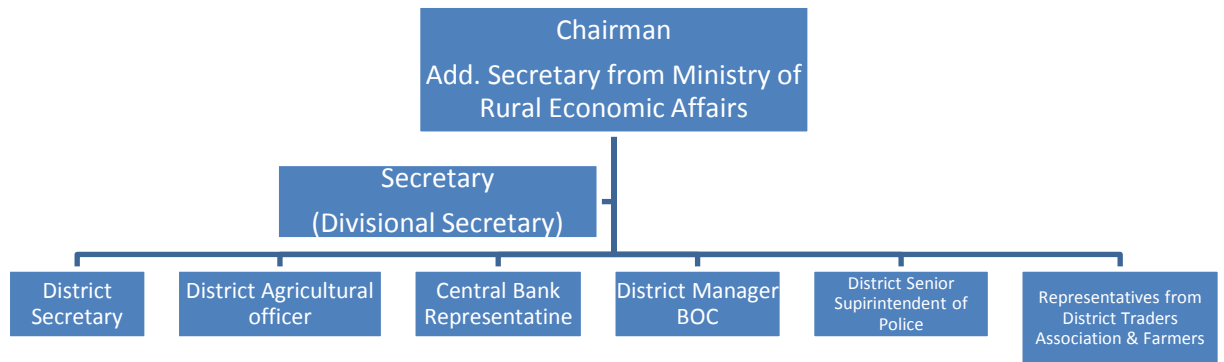 Chairman
Add. Secretary from Ministry of
Rural Economic Affairs
Secretary
(Divisional Secretary)
District
Secretary
District Agricultural
officer
Central Bank
Representatine
District Manager
BOC
District Senior
Supirintendent of
Police
Representatives from
District Traders
Association & Farmers